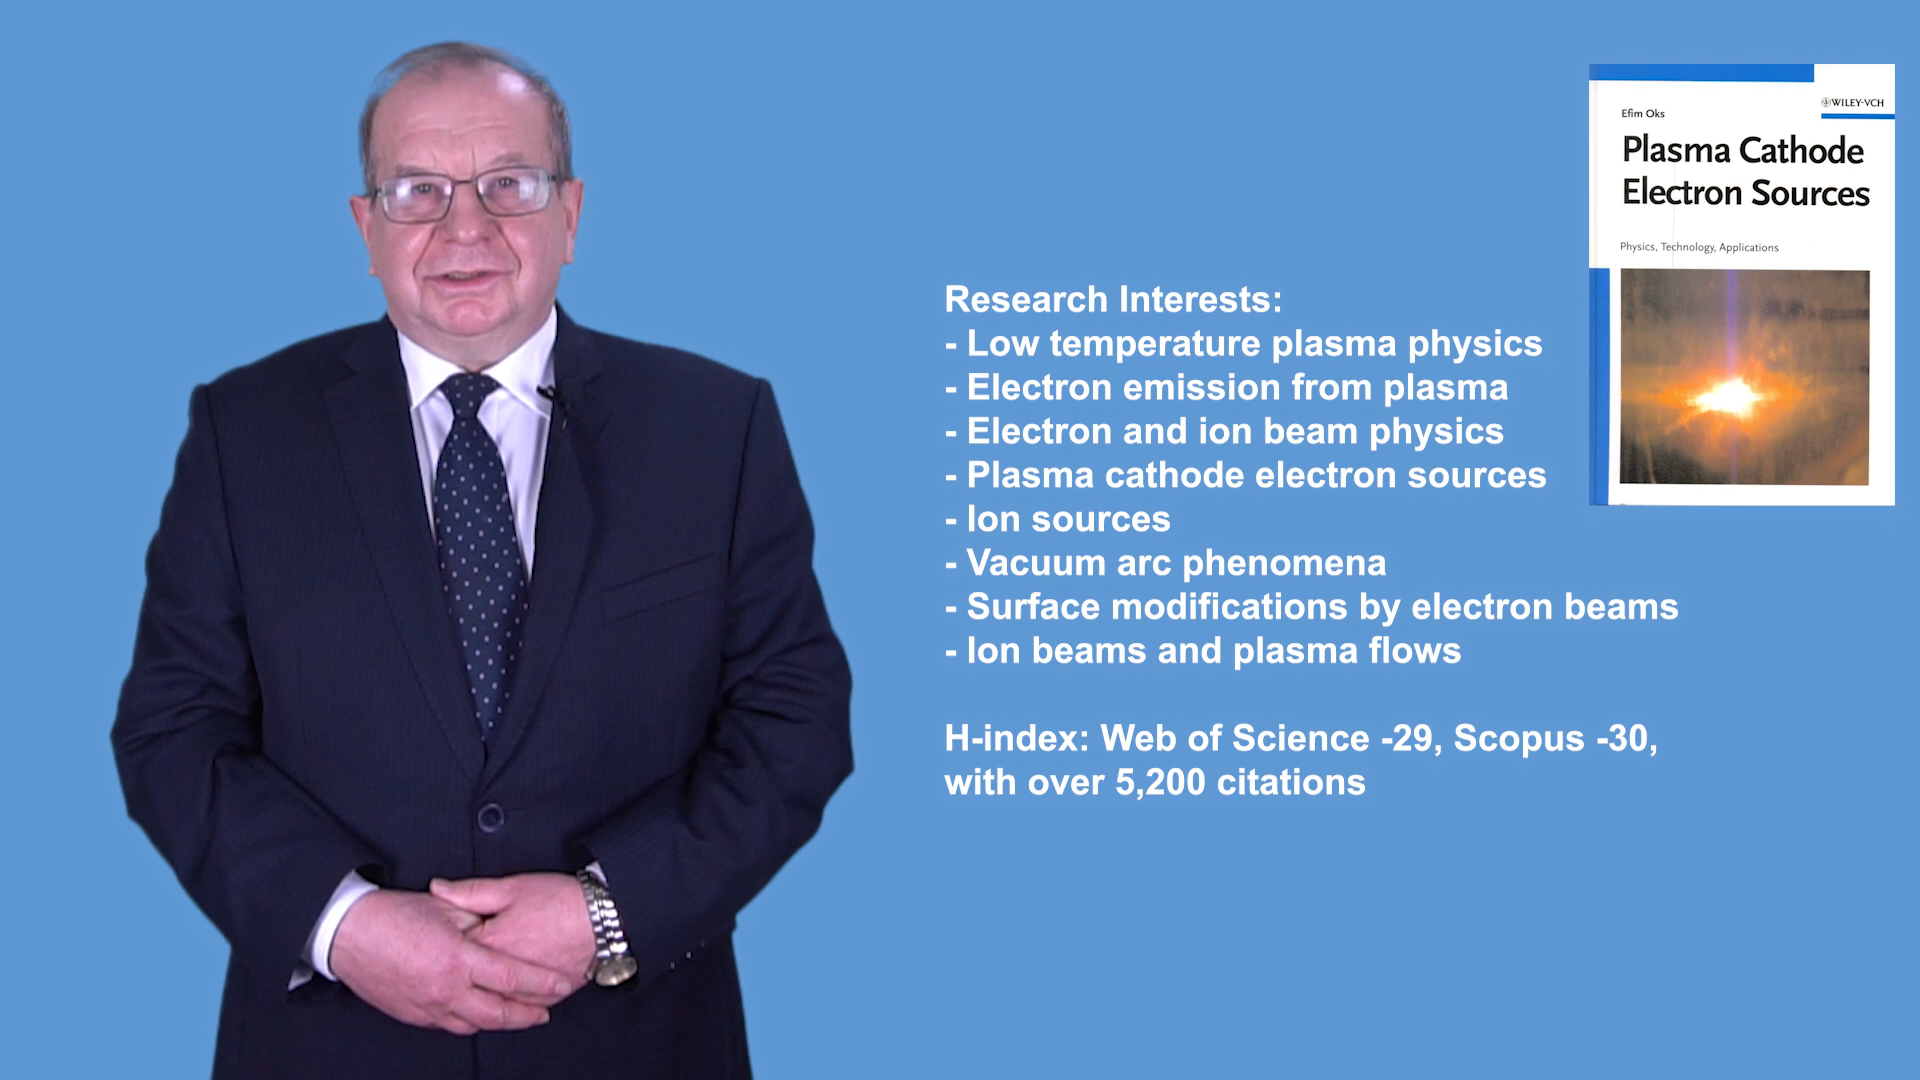 WILEY-VCH
Efim Oks
Plasma Cathode
Electron Sources
Physics, Technology, Applications
Research Interests:
- Low temperature plasma physics
- Electron emission from plasma
- Electron and ion beam physics
- Plasma cathode electron sources
- Ion sources
- Vacuum arc phenomena
- Surface modifications by electron beams
- Ion beams and plasma flows
H-index: Web of Science -29, Scopus -30,
with over 5,200 citations